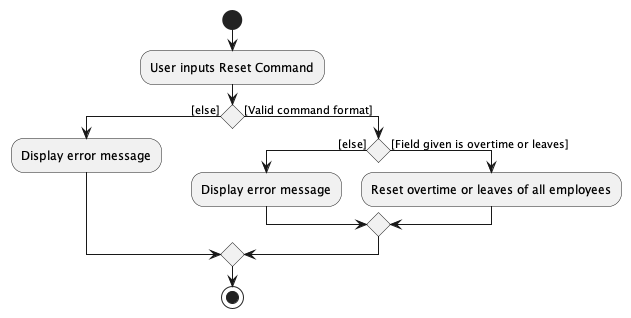 User inputs Reset Command
[else]
[Valid command format]
Display error message
[else]
[Field given is overtime or leaves]
Display error message
Reset overtime or leaves of all employees